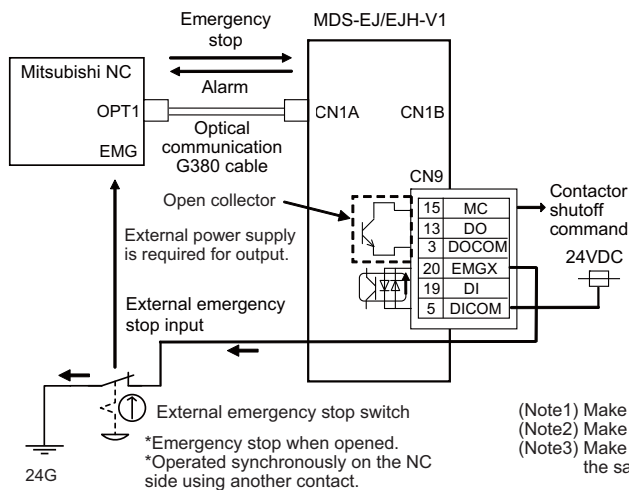 Emergency
stop
MDS-EJ/EJH-V1
Mitsubishi NC
Alarm
OPT1
CN1A
CN1B
Optical
communication
G380 cable
EMG
CN9
Open collector
External power supply
is required for output.
15 MC
13 DO
3 DOCOM
20 EMGX
19 DI
5 DICOM
Contactor
shutoff
command
24VDC
External emergency
stop input
External emergency stop switch
*Emergency stop when opened.
*Operated synchronously on the NC
side using another contact.
24G
(Note1) Make
(Note2) Make
(Note3) Make
the sa